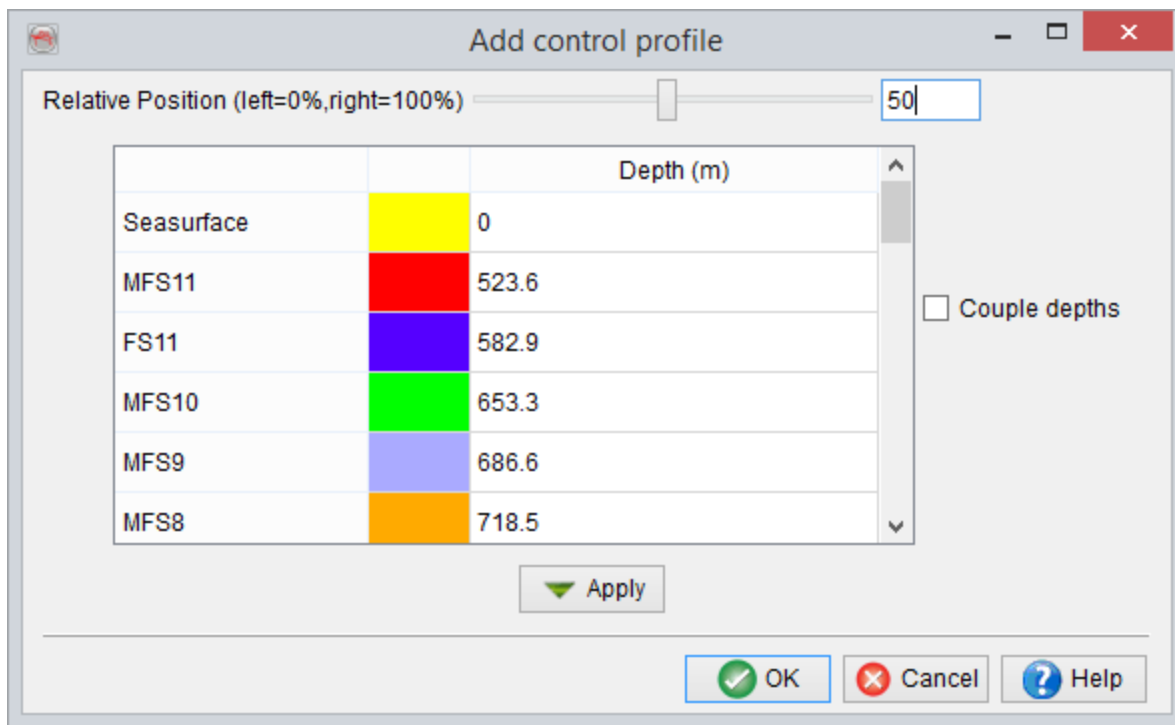 Add control profile
Relative Position (left=0%,right=100%) 50
Depth (m)
Seasurface 0
MFS11 523.6
FS11 582.9
Couple depths
MFS10 653.3
MFS9 686.6
MFS8 718.5
Apply
OK Cancel Help